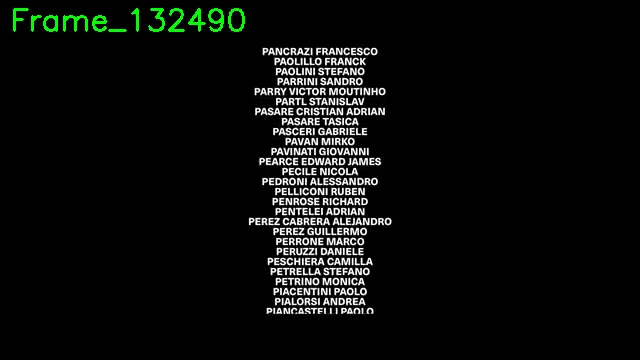 Frame_132490
PANCRAZI FRANCESCO
PAOLILLO FRANCK
PAOLINI STEFANO
PARRINI SANDRO
PARRY VICTOR MOUTINHO
PARTL STANISLAV
PASARE CRISTIAN ADRIAN
PASARE TASICA
PASCERI GABRIELE
PAVAN MIRKO
PAVINATI GIOVANNI
PEARCE EDWARD JAMES
PECILE NICOLA
PEDRONI ALESSANDRO
PELLICONI RUBEN
PENROSE RICHARD
PENTELEI ADRIAN
PEREZ CABRERA ALEJANDRO
PEREZ GUILLERMO
PERRONE MARCO
PERUZZI DANIELE
PESCHIERA CAMILLA
PETRELLA STEFANO
PETRINO MONICA
PIACENTINI PAOLO
PIALORSI ANDREA
PIANCASTELLI PAOLO